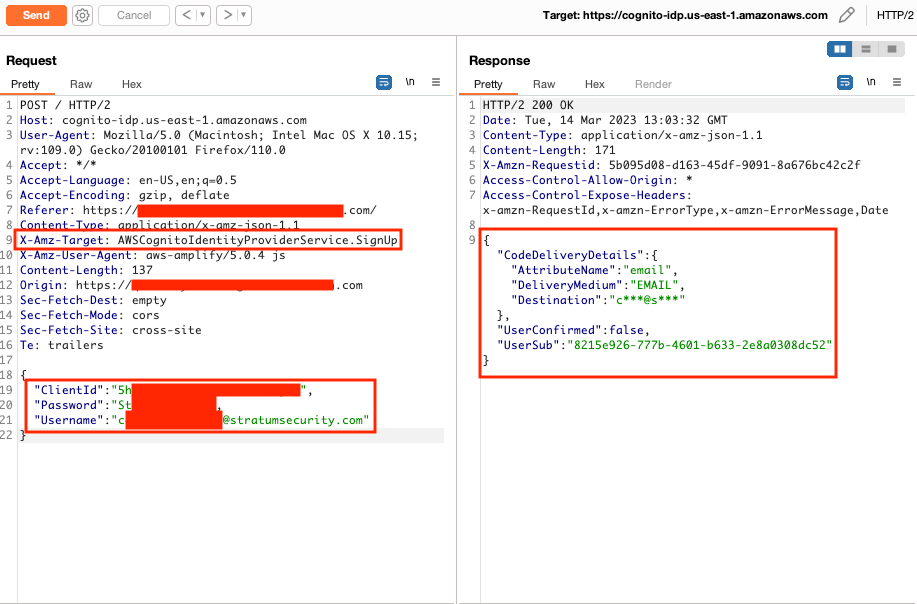 Send
Cancel
<
>
Target: https://cognito-idp.us-east-1.amazonaws.com
HTTP/2
Request
Pretty Raw Hex
\n
1 POST / HTTP/2
2 Host: cognito-idp.us-east-1.amazonaws.com
3 User-Agent: Mozilla/5.0 (Macintosh; Intel Mac OS X 10.15;
rv:109.0) Gecko/20100101 Firefox/110.0
4 Accept: */*
5 Accept-Language: en-US,en;q=0.5
6 Accept-Encoding: gzip, deflate
7 Referer: https://.com/
8 Content-Type: application/x-amz-json-1.1
9 X-Amz-Target: AWSCognitoIdentityProviderService.SignUp
10 X-Amz-User-Agent: aws-amplify/5.0.4 js
11 Content-Length: 137
12 Origin: https://.com
13 Sec-Fetch-Dest: empty
14 Sec-Fetch-Mode: cors
15 Sec-Fetch-Site: cross-site
16 Te: trailers
17
18 {
19 "ClientId":"5h",
20 "Password":"St,
21 "Username":"c@stratumsecurity.com"
22 }
Response
Pretty Raw Hex Render
\n
1 HTTP/2 200 OK
2 Date: Tue, 14 Mar 2023 13:03:32 GMT
3 Content-Type: application/x-amz-json-1.1
4 Content-Length: 171
5 X-Amzn-Requestid: 5b095d08-d163-45df-9091-8a676bc42c2f
6 Access-Control-Allow-Origin: *
7 Access-Control-Expose-Headers:
x-amzn-RequestId,x-amzn-ErrorType,x-amzn-ErrorMessage,Date
8
9 {
"CodeDeliveryDetails":{
"AttributeName":"email",
"DeliveryMedium":"EMAIL",
"Destination":"c***@s***"
},
"UserConfirmed":false,
"UserSub":"8215e926-777b-4601-b633-2e8a0308dc52"
}